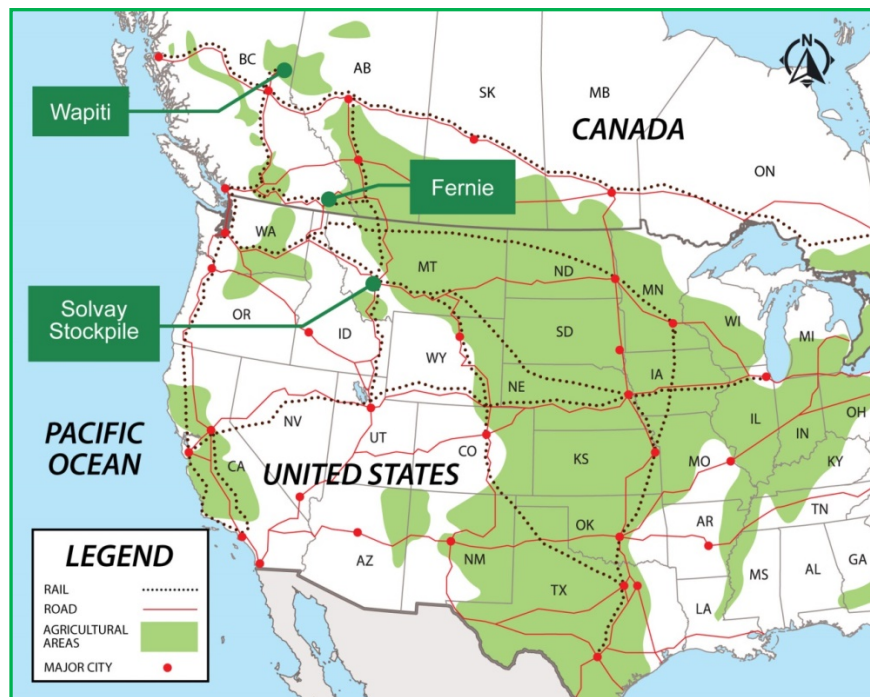 BC
AB
SK
MB
Wapiti
CANADA
ON
Fernie
WA
MT
ND
MN
Solvay
Stockpile
OR
ID
SD
WI
MI
WY
NE
IA
NV
UT
CO
IL
IN
OH
PACIFIC
OCEAN
CA
UNITED STATES
KS
MO
KY
OK
AR
TN
AZ
NM
TX
MS
AL
GA
LA
LEGEND
RAIL
ROAD
AGRICULTURAL
AREAS
MAJOR CITY